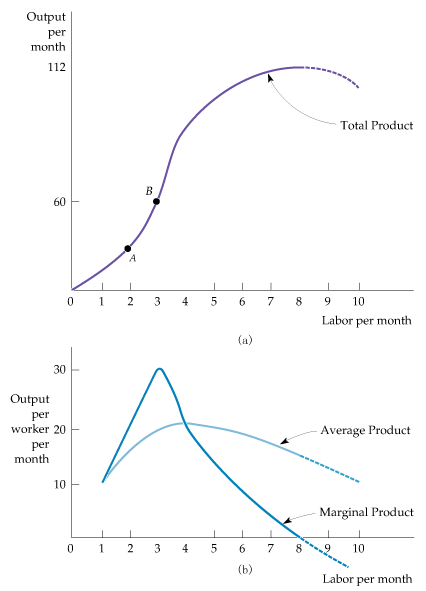 Output
per
month
112
Total Product
B
60
A
0 1 2 3 4 5 6 7 8 9 10
Labor per month
(a)
30
Output
per
worker
per
month
20
Average Product
10
Marginal Product
0 1 2 3 4 5 6 7 8 9 10
(b)
Labor per month